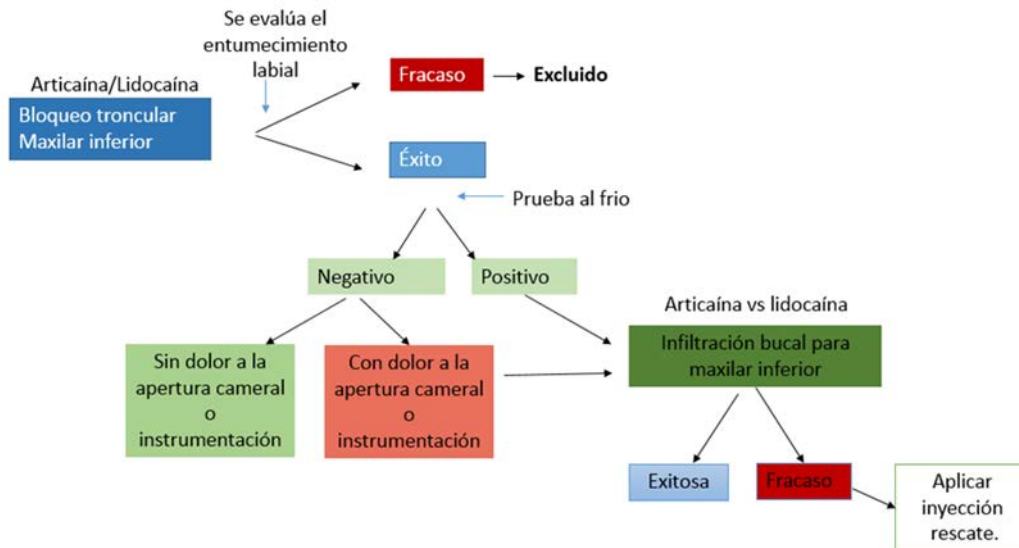 Se evalúa el
entumecimiento
labial
Articaína/Lidocaína
Bloqueo troncular
Maxilar inferior
Fracaso
Excluido
Éxito
Prueba al frio
Negativo
Positivo
Articaína vs lidocaína
Infiltración bucal para
maxilar inferior
Sin dolor a la
apertura cameral
o
instrumentación
Con dolor a la
apertura cameral
o
instrumentación
Exitosa
Fracaso
Aplicar
inyección
rescate.